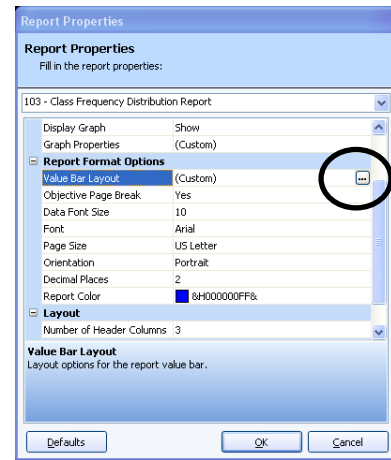 Report Properties
Report Properties
Fill in the report properties:
103 - Class Frequency Distribution Report
Display Graph Show
Graph Properties (Custom)
Report Format Options
Value Bar Layout (Custom) ...
Objective Page Break Yes
Data Font Size 10
Font Arial
Page Size US Letter
Orientation Portrait
Decimal Places 2
Report Color &H000000FF&
Layout
Number of Header Columns 3
Value Bar Layout
Layout options for the report value bar.
Defaults OK Cancel